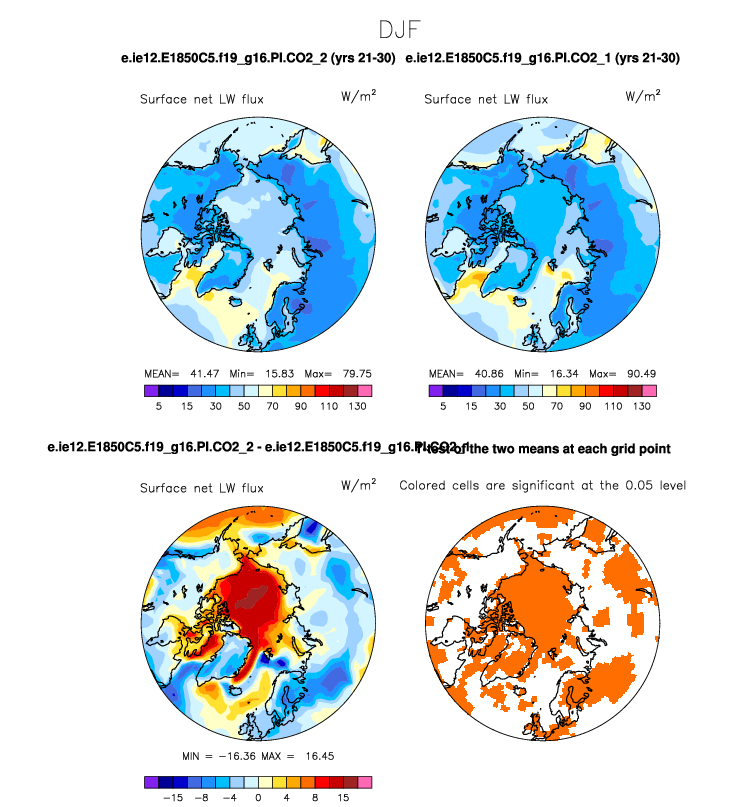 DJF
e.ie12.E1850C5.f19_g16.PI.CO2_2 (yrs 21-30) e.ie12.E1850C5.f19_g16.PI.CO2_1 (yrs 21-30)
Surface net LW flux W/m² Surface net LW flux W/m²
MEAN= 41.47 Min= 15.83 Max= 79.75 MEAN= 40.86 Min= 16.34 Max= 90.49
5 15 30 50 70 90 110 130 5 15 30 50 70 90 110 130
e.ie12.E1850C5.f19_g16.PI.CO2_2 - e.ie12.E1850C5.f19_g16.PI.CO2_1 T-test of the two means at each grid point
Surface net LW flux W/m² Colored cells are significant at the 0.05 level
MIN = -16.36 MAX = 16.45
-15 -8 -4 0 4 8 15